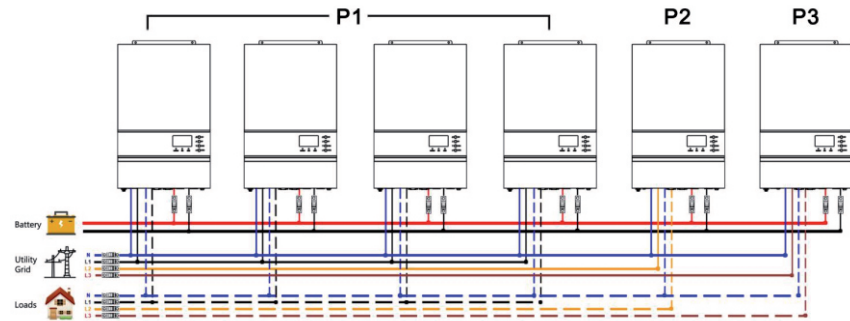 P1 P2 P3
Battery
Utility
Grid
N
L1
L2
L3
Loads
N
L1
L2
L3